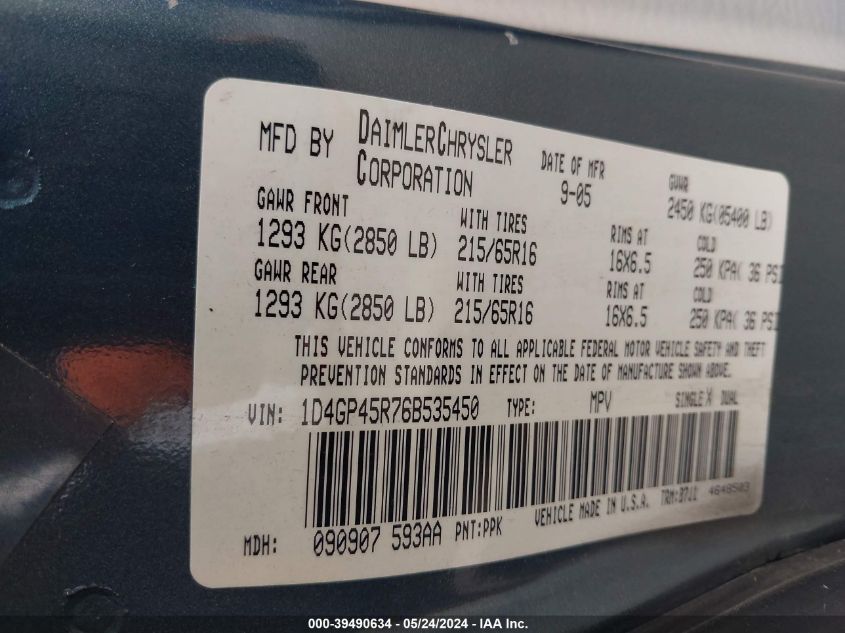 MFD BY DAIMLERCHRYSLER CORPORATION
DATE OF MFR 9-05
GVWR 2450 KG(05400 LB)
GAWR FRONT WITH TIRES RIMS AT COLD
1293 KG(2850 LB) 215/65R16 16X6.5 250 KPA( 36 PSI
GAWR REAR WITH TIRES RIMS AT COLD
1293 KG(2850 LB) 215/65R16 16X6.5 250 KPA( 36 PSI
THIS VEHICLE CONFORMS TO ALL APPLICABLE FEDERAL MOTOR VEHICLE SAFETY AND THEFT
PREVENTION STANDARDS IN EFFECT ON THE DATE OF MANUFACTURE SHOWN ABOVE.
VIN: 1D4GP45R76B535450 TYPE: MPV SINGLE X DUAL
MDH: 090907 593AA PNT:PPK VEHICLE MADE IN U.S.A. 4648503
000-39490634 - 05/24/2024 - IAA Inc.